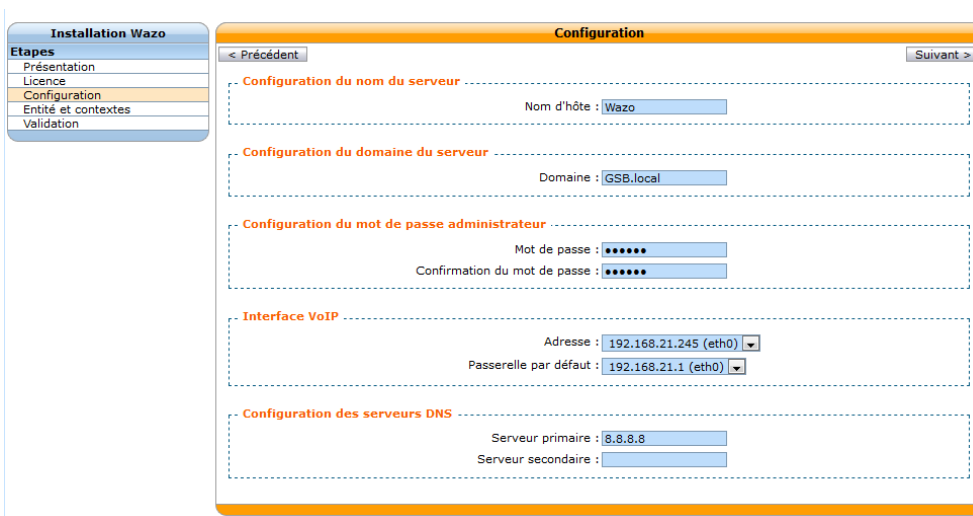 Installation Wazo
Etapes
Présentation
Licence
Configuration
Entité et contextes
Validation
Configuration
< Précédent
Suivant >
Configuration du nom du serveur
Nom d'hôte : Wazo
Configuration du domaine du serveur
Domaine : GSB.local
Configuration du mot de passe administrateur
Mot de passe : ●●●●●●
Confirmation du mot de passe : ●●●●●●
Interface VoIP
Adresse : 192.168.21.245 (eth0)
Passerelle par défaut : 192.168.21.1 (eth0)
Configuration des serveurs DNS
Serveur primaire : 8.8.8.8
Serveur secondaire :